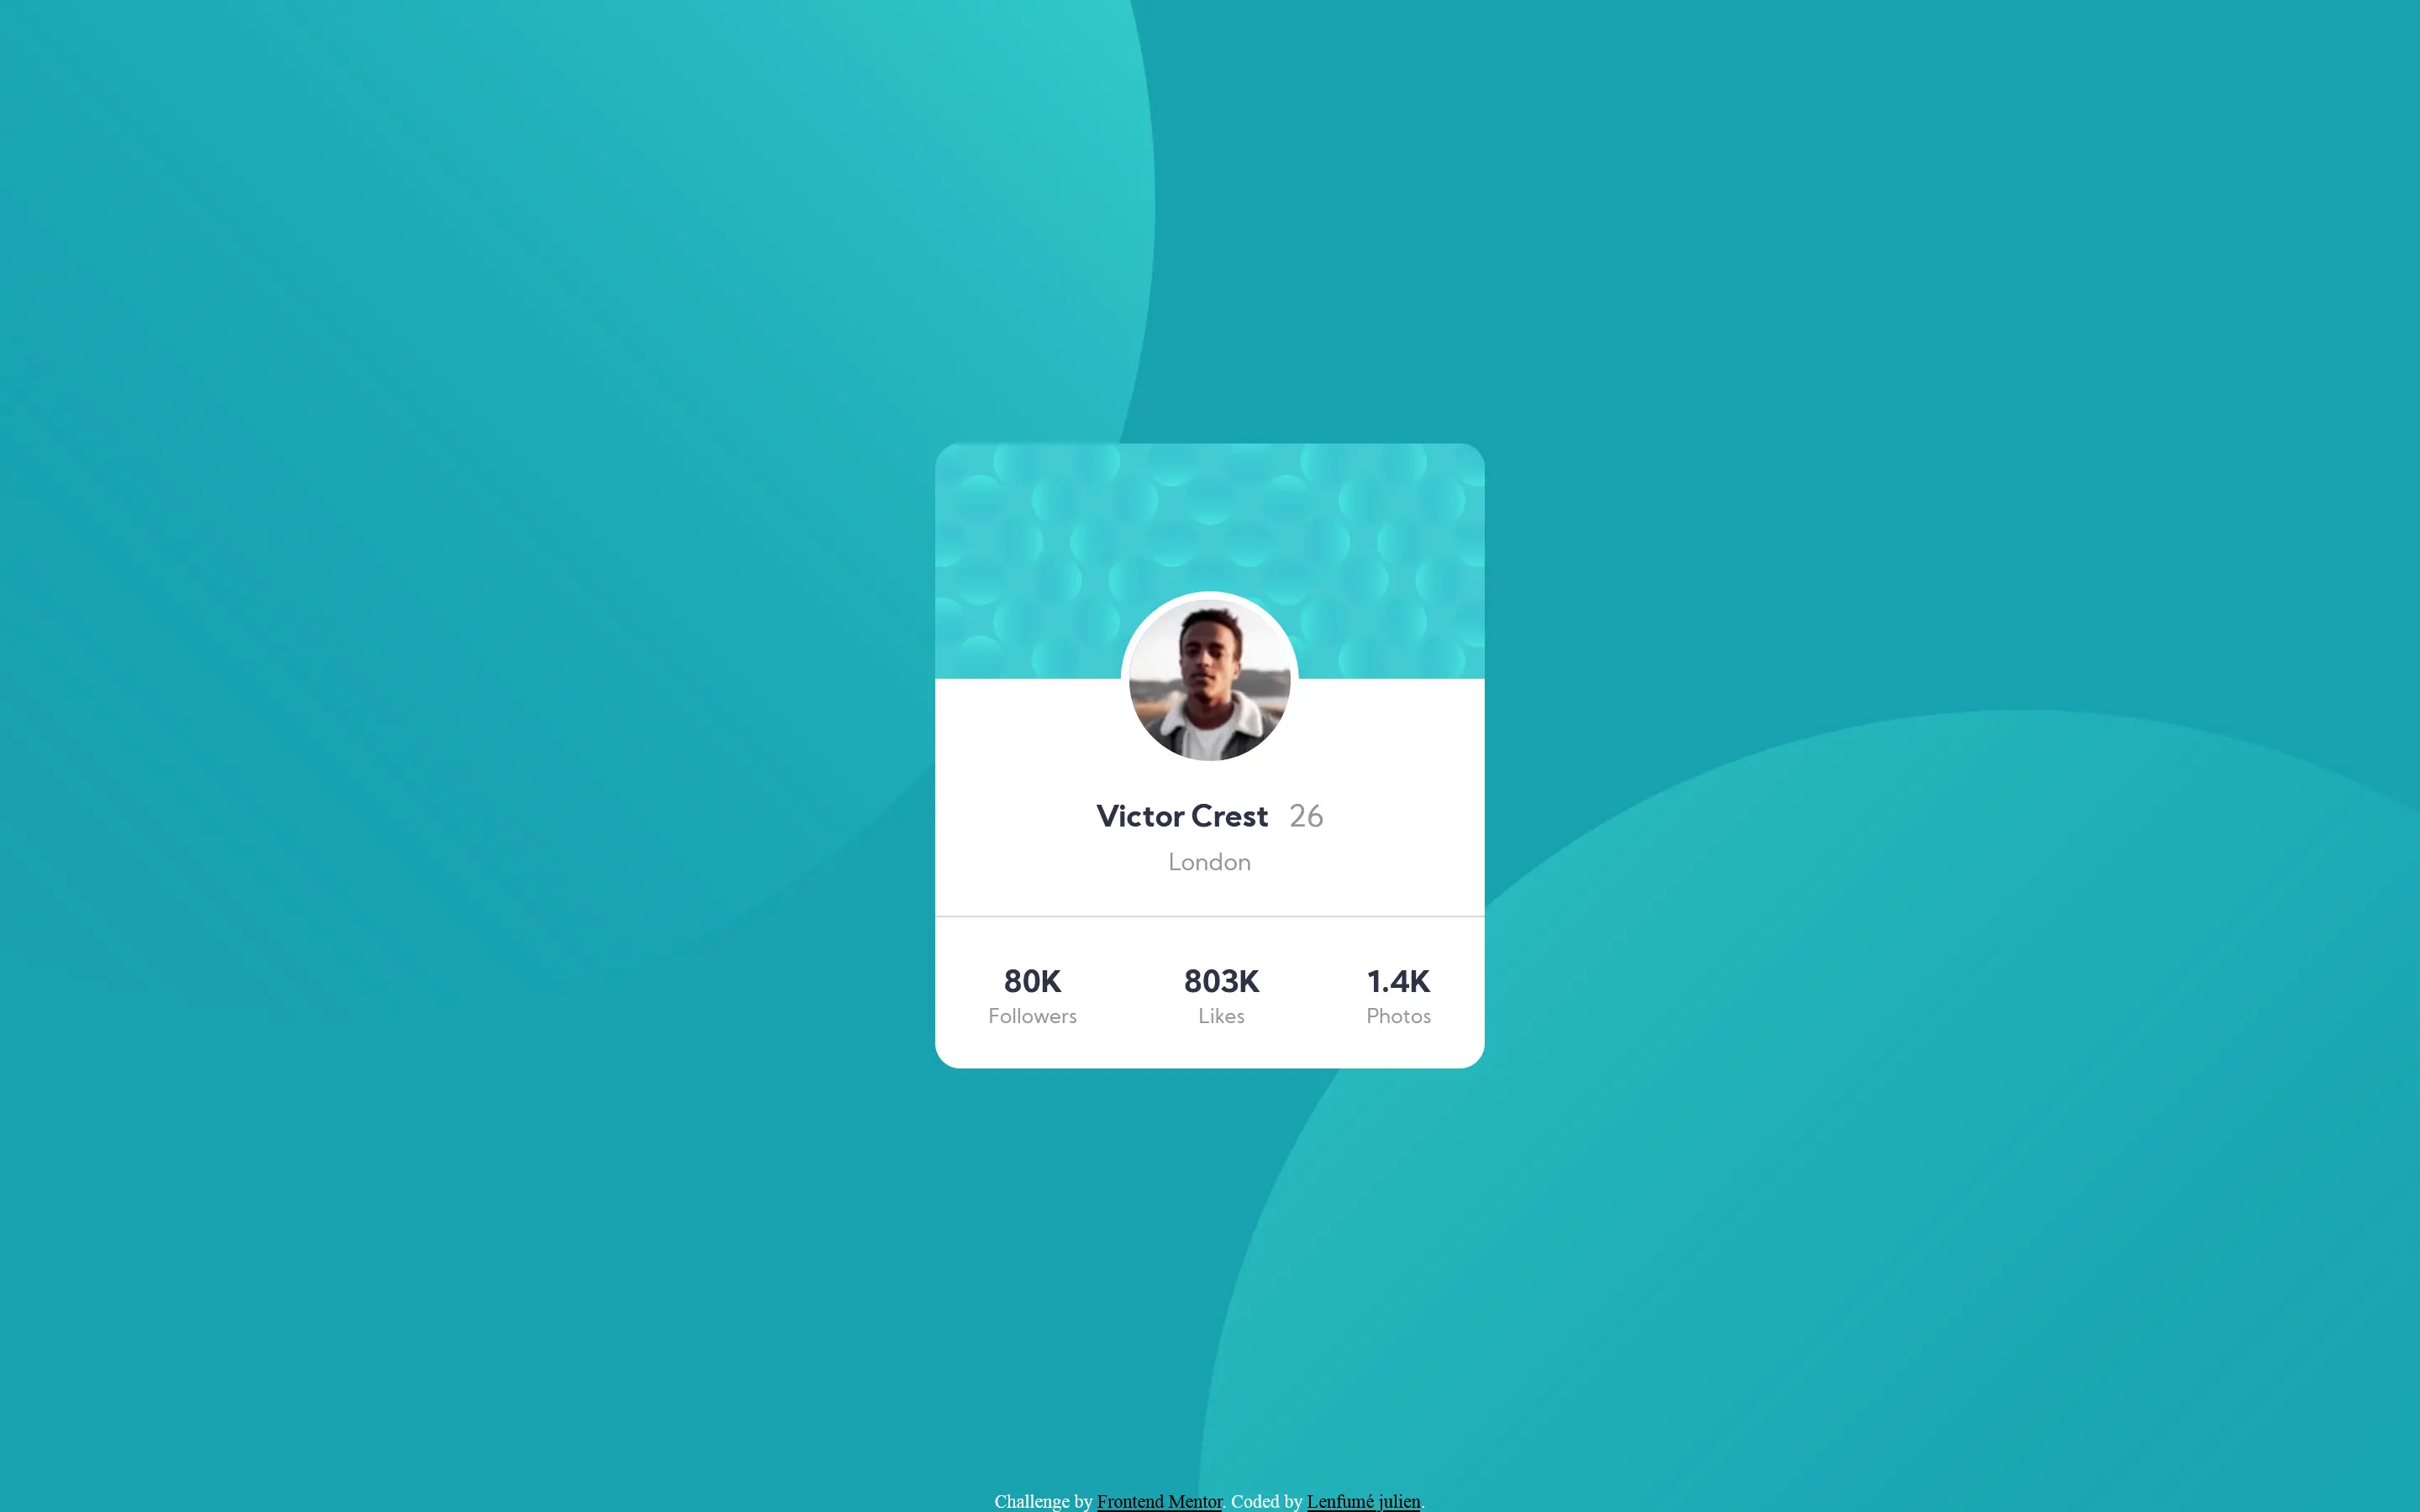 Victor Crest 26
London
80K 803K 1.4K
Followers Likes Photos
Challenge by Frontend Mentor. Coded by Lenfumé julien.